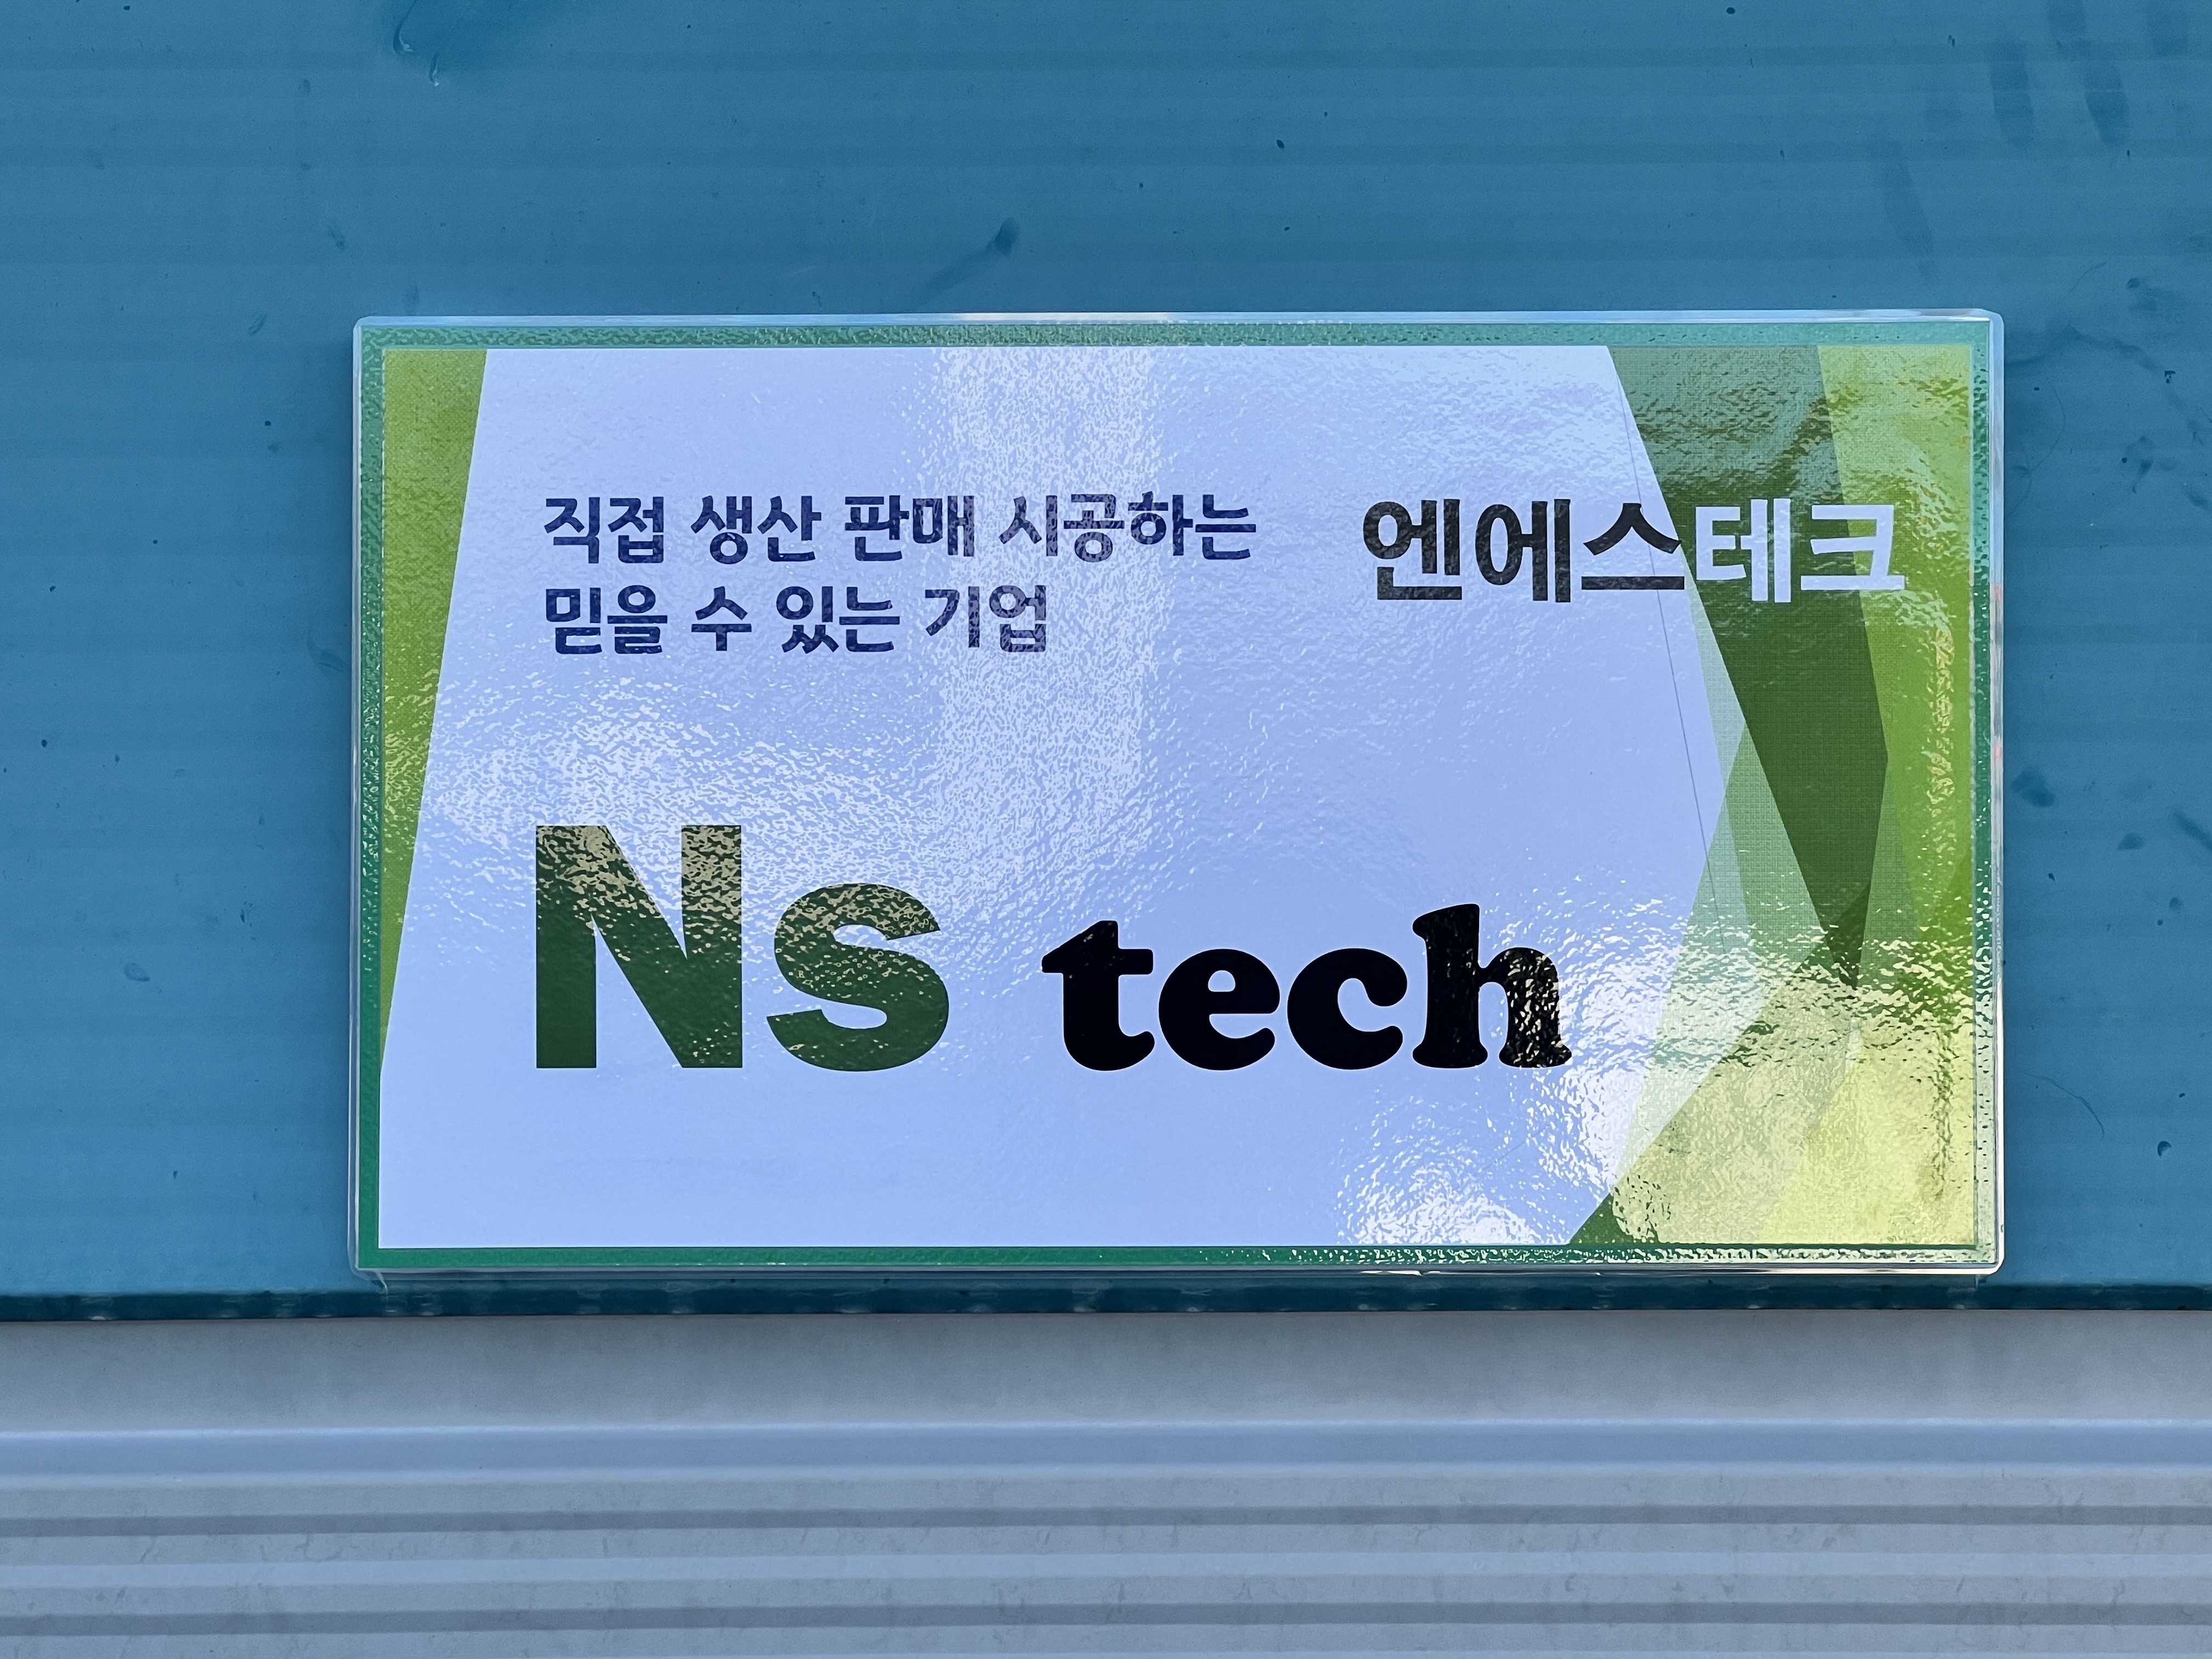 직접 생산 판매 시공하는
믿을 수 있는 기업
엔에스테크
Ns tech